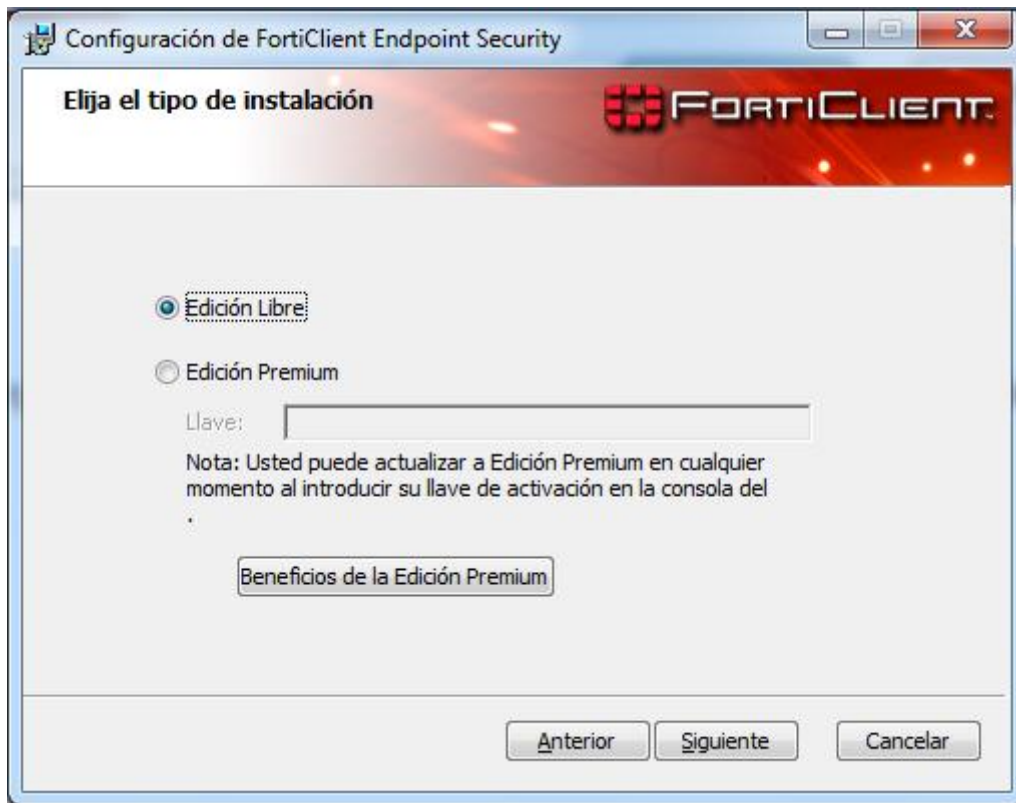 Configuración de FortiClient Endpoint Security
Elija el tipo de instalación
FORTICLIENT
Edición Libre
Edición Premium
Llave:
Nota: Usted puede actualizar a Edición Premium en cualquier
momento al introducir su llave de activación en la consola del
.
Beneficios de la Edición Premium
Anterior
Siguiente
Cancelar